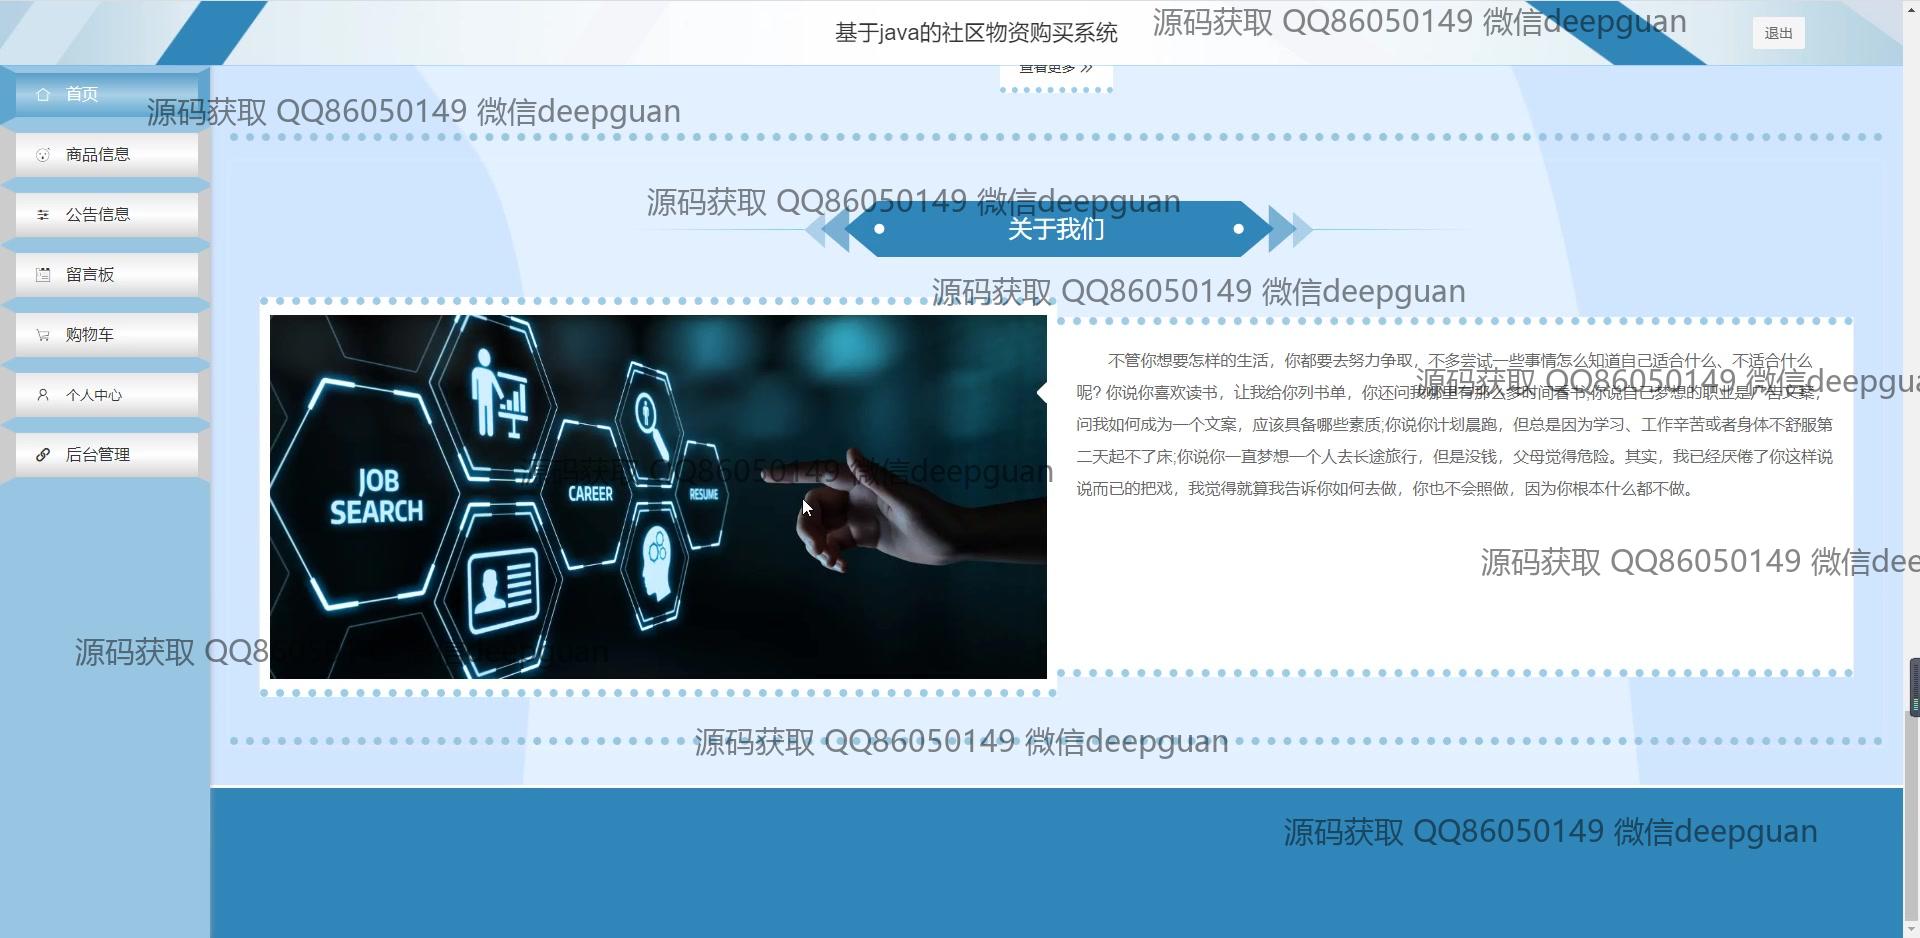 基于java的社区物资购买系统
源码获取 QQ86050149 微信deepguan
退出
首页
查看更多
源码获取 QQ86050149 微信deepguan
商品信息
公告信息
源码获取 QQ86050149 微信deepguan
关于我们
留言板
源码获取 QQ86050149 微信deepguan
购物车
个人中心
后台管理
不管你想要怎样的生活，你都要去努力争取，不多尝试一些事情怎么知道自己适合什么、不适合什么
源码获取 QQ86050149 微信deepgua
呢? 你说你喜欢读书，让我给你列书单，你还问我哪里有那么多时间看书;你说自己梦想的职业是广告文案，
问我如何成为一个文案，应该具备哪些素质;你说你计划晨跑，但总是因为学习、工作辛苦或者身体不舒服第
二天起不了床;你说你一直梦想一个人去长途旅行，但是没钱，父母觉得危险。其实，我已经厌倦了你这样说
说而已的把戏，我觉得就算我告诉你如何去做，你也不会照做，因为你根本什么都不做。
JOB
SEARCH
CAREER
RESUME
源码获取 QQ86050149 微信deepguan
源码获取 QQ86050149 微信dee
源码获取 QQ86050149 微信deepguan
源码获取 QQ86050149 微信deepguan
源码获取 QQ86050149 微信deepguan